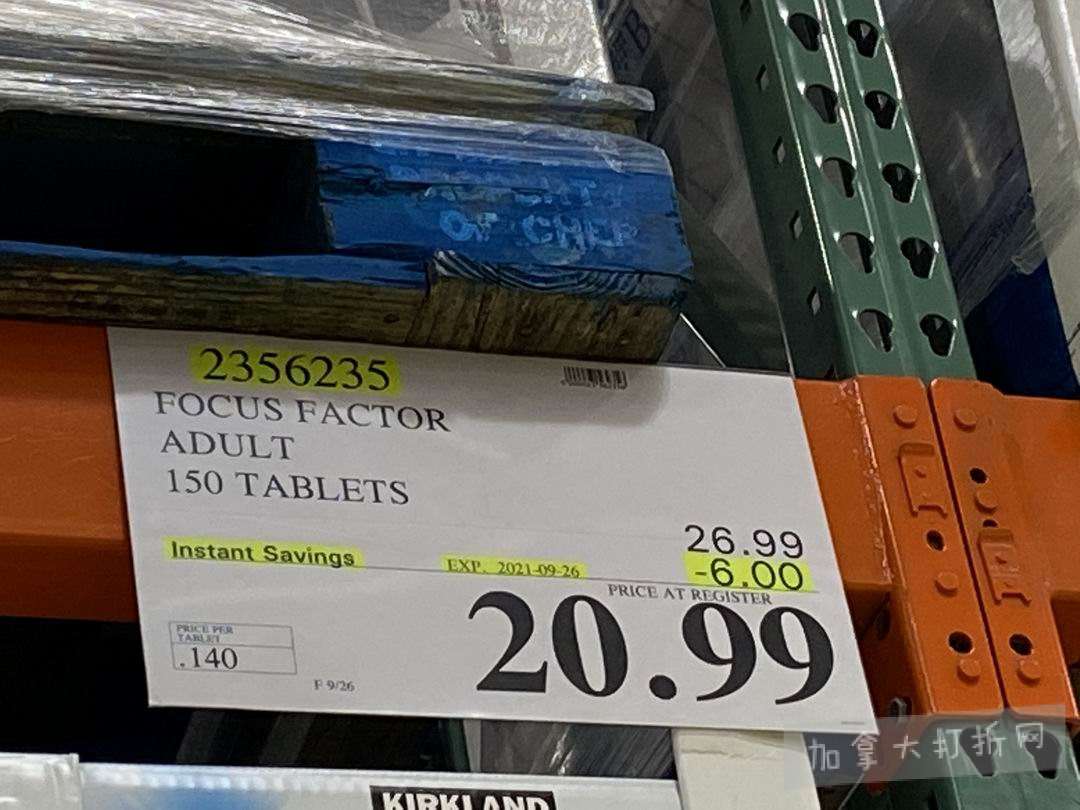 OF CHEP
2356235
FOCUS FACTOR
ADULT
150 TABLETS
26.99
Instant Savings EXP. 2021-09-26 -6.00
PRICE AT REGISTER
20.99
PRICE PER
TABLET
.140
F 9/26
加拿大打折网
KIRKLAND